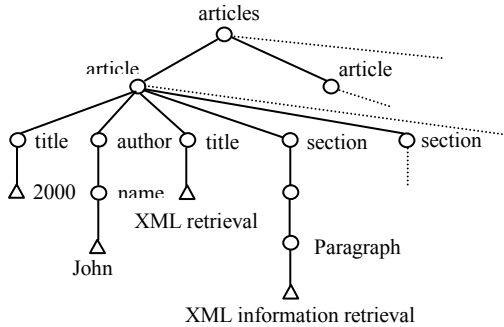 articles
article
article
title
author
title
section
section
2000
name
XML retrieval
John
Paragraph
XML information retrieval